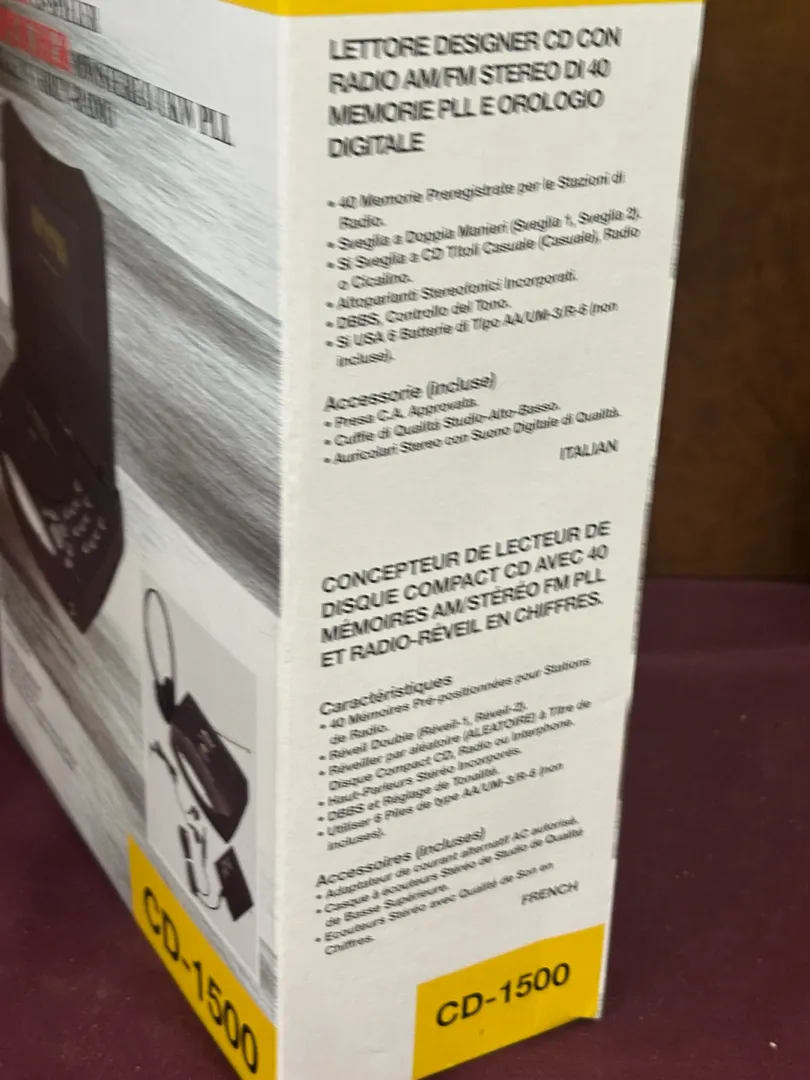 LETTORE DESIGNER CD CON
RADIO AM/FM STEREO DI 40
MEMORIE PLL E OROLOGIO
DIGITALE
• 40 Memorie Preregistrate per le Stazioni di
Radio.
• Sveglia a Doppia Manieri (Sveglia 1, Sveglia 2).
• Si Sveglia a CD Titoli Casuale (Casuale), Radio
o Cicalino.
• Altoparlanti Stereofonici Incorporati.
• DBBS, Controllo del Tono.
• Si USA 6 Batterie di Tipo AA/UM-3/R-6 (non
incluse).
Accessorie (incluse)
• Presa C.A. Approvata.
• Cuffie di Qualità Studio-Alto-Basso.
• Auricolari Stereo con Suono Digitale di Qualità.
ITALIAN
CONCEPTEUR DE LECTEUR DE
DISQUE COMPACT CD AVEC 40
MÉMOIRES AM/STÉRÉO FM PLL
ET RADIO-RÉVEIL EN CHIFFRES.
Caractéristiques
• 40 Mémoires Pré-positionnées pour Stations
de Radio.
• Réveil Double (Réveil-1, Réveil-2).
• Réveiller par aléatoire (ALEATOIRE) à Titre de
Disque Compact CD, Radio ou Interphone.
• Haut-Parleurs Stéréo Incorporés.
• DBBS et Réglage de Tonalité.
• Utiliser 6 Piles de type AA/UM-3/R-6 (non
incluses).
Accessoires (incluses)
• Adaptateur de courant alternatif AC autorisé.
• Casque à écouteurs Stéréo de Studio de Qualité
de Basse Supérieure.
• Ecouteurs Stéréo avec Qualité de Son en
Chiffres.
FRENCH
CD-1500
CD-1500